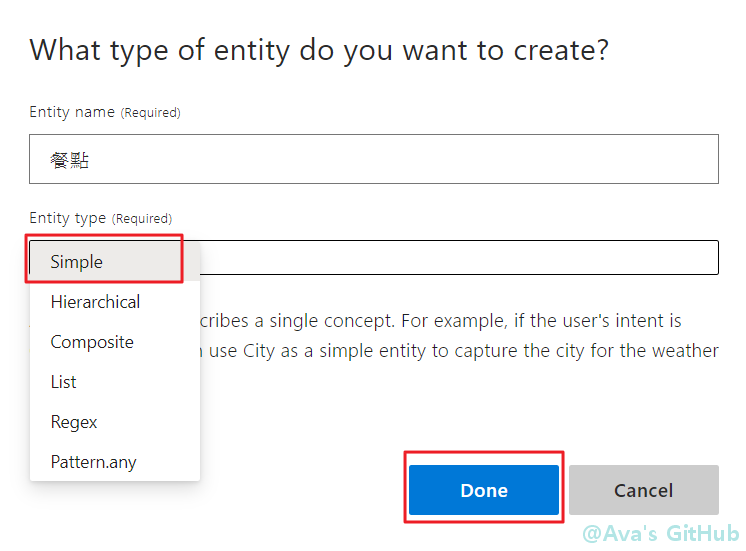 What type of entity do you want to create?
Entity name (Required)
餐點
Entity type (Required)
Simple
Hierarchical
Composite
List
Regex
Pattern.any
cribes a single concept. For example, if the user's intent is
use City as a simple entity to capture the city for the weather
Done
Cancel
@Ava's GitHub